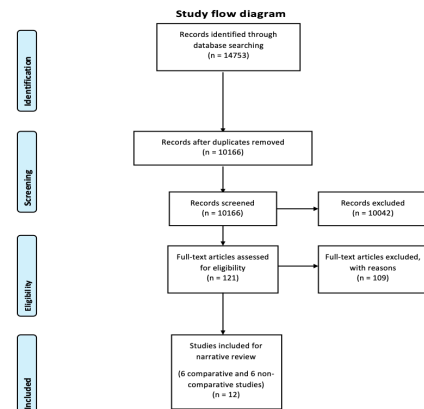 Study flow diagram
Identification
Records identified through
database searching
(n = 14753)
Records after duplicates removed
(n = 10166)
Screening
Records screened
(n = 10166)
Records excluded
(n = 10042)
Eligibility
Full-text articles assessed
for eligibility
(n = 121)
Full-text articles excluded,
with reasons
(n = 109)
Included
Studies included for
narrative review
(6 comparative and 6 non-
comparative studies)
(n = 12)